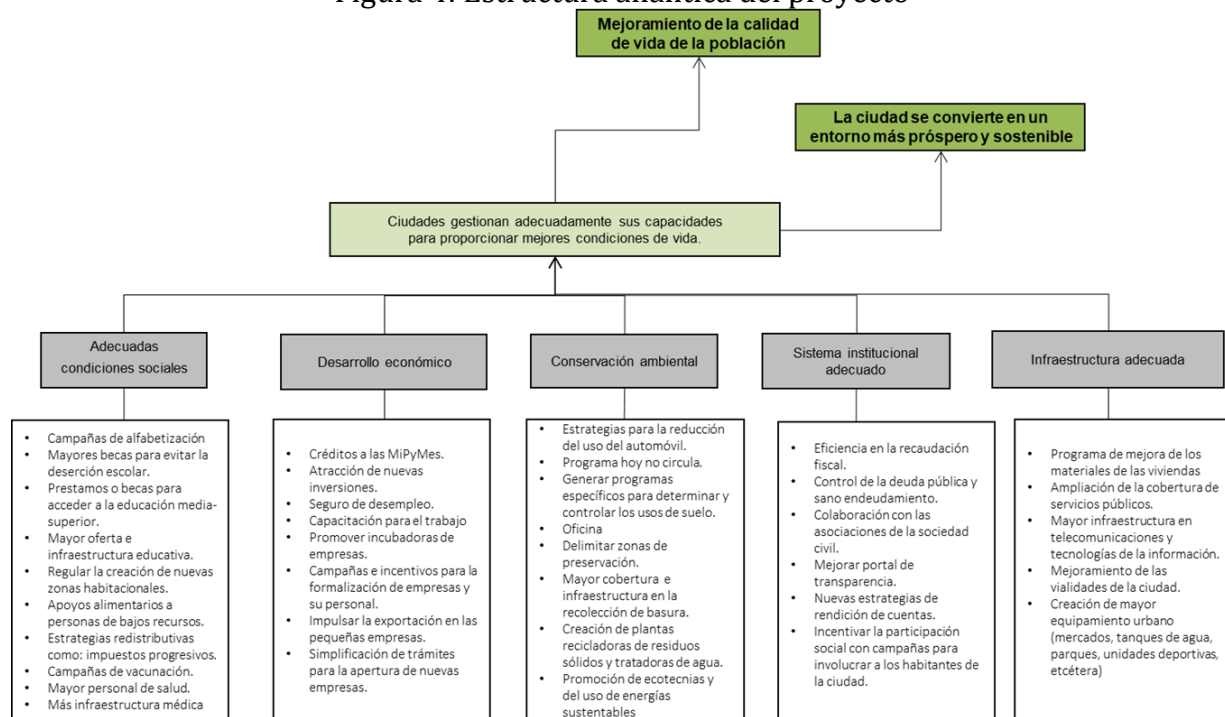 Figura 4. Estructura analítica del proyecto
Mejoramiento de la calidad
de vida de la población
La ciudad se convierte en un
entorno más próspero y sostenible
Ciudades gestionan adecuadamente sus capacidades
para proporcionar mejores condiciones de vida.
Adecuadas
condiciones sociales
Desarrollo económico
Conservación ambiental
Sistema institucional
adecuado
Infraestructura adecuada
• Campañas de alfabetización
• Mayores becas para evitar la
deserción escolar.
• Prestamos o becas para
acceder a la educación media-
superior.
• Mayor oferta e
infraestructura educativa.
• Regular la creación de nuevas
zonas habitacionales.
• Apoyos alimentarios a
personas de bajos recursos.
• Estrategias redistributivas
como: impuestos progresivos.
• Campañas de vacunación.
• Mayor personal de salud.
• Más infraestructura médica
• Créditos a las MiPyMes.
• Atracción de nuevas
inversiones.
• Seguro de desempleo.
• Capacitación para el trabajo
• Promover incubadoras de
empresas.
• Campañas e incentivos para la
formalización de empresas y
su personal.
• Impulsar la exportación en las
pequeñas empresas.
• Simplificación de trámites
para la apertura de nuevas
empresas.
• Estrategias para la reducción
del uso del automóvil.
• Programa hoy no circula.
• Generar programas
específicos para determinar y
controlar los usos de suelo.
• Oficina
• Delimitar zonas de
preservación.
• Mayor cobertura e
infraestructura en la
recolección de basura.
• Creación de plantas
recicladoras de residuos
sólidos y tratadoras de agua.
• Promoción de ecotecnias y
del uso de energías
sustentables
• Eficiencia en la recaudación
fiscal.
• Control de la deuda pública y
sano endeudamiento.
• Colaboración con las
asociaciones de la sociedad
civil.
• Mejorar portal de
transparencia.
• Nuevas estrategias de
rendición de cuentas.
• Incentivar la participación
social con campañas para
involucrar a los habitantes de
la ciudad.
• Programa de mejora de los
materiales de las viviendas
• Ampliación de la cobertura de
servicios públicos.
• Mayor infraestructura en
telecomunicaciones y
tecnologías de la información.
• Mejoramiento de las
vialidades de la ciudad.
• Creación de mayor
equipamiento urbano
(mercados, tanques de agua,
parques, unidades deportivas,
etcétera)